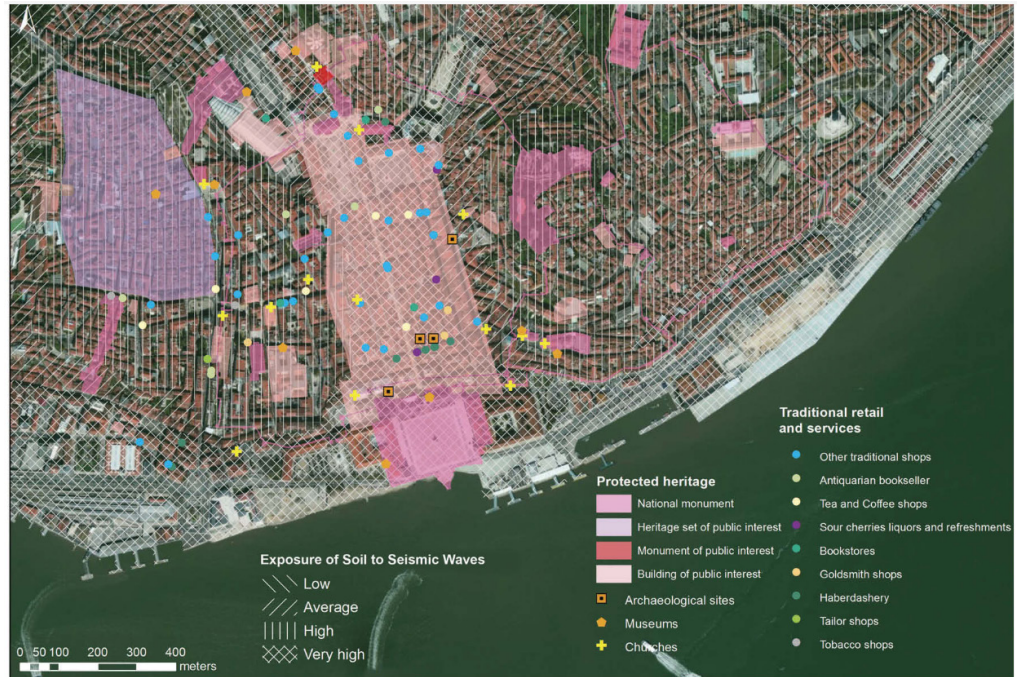 Traditional retail
and services
Other traditional shops
Antiquarian bookseller
Tea and Coffee shops
Sour cherries liquors and refreshments
Bookstores
Goldsmith shops
Haberdashery
Tailor shops
Tobacco shops
Protected heritage
National monument
Heritage set of public interest
Monument of public interest
Building of public interest
Archaeological sites
Museums
Churches
Exposure of Soil to Seismic Waves
Low
Average
High
Very high
0 50 100 200 300 400
meters